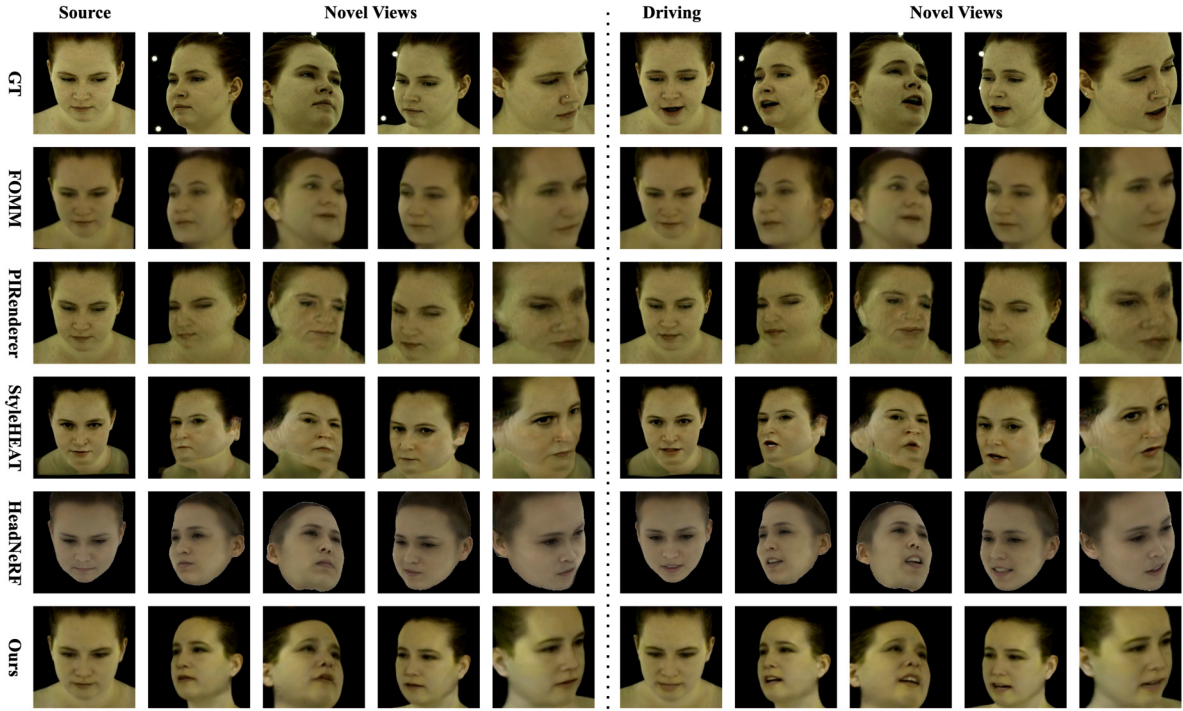 Source Novel Views Driving Novel Views
GT
FOMM
PIRenderer
StyleHEAT
HeadNeRF
Ours